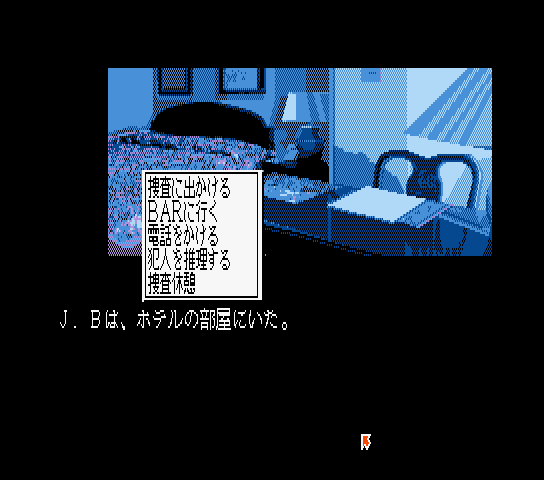 捜査に出かける
BARに行く
電話をかける
犯人を推理する
捜査休憩
J. Bは、ホテルの部屋にいた。